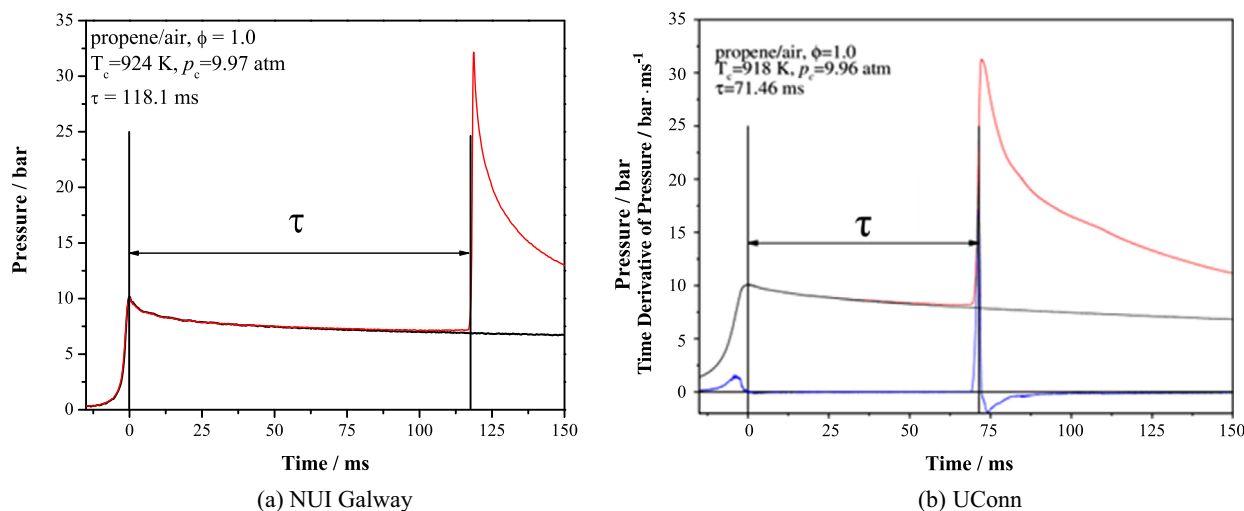 propene/air, ϕ = 1.0
T_c=924 K, p_c=9.97 atm
τ = 118.1 ms
τ
Pressure / bar
35
30
25
20
15
10
5
0
0 25 50 75 100 125 150
Time / ms
(a) NUI Galway
propene/air, ϕ=1.0
T_c=918 K, p_c=9.96 atm
τ=71.46 ms
τ
Pressure / bar
Time Derivative of Pressure / bar·ms⁻¹
35
30
25
20
15
10
5
0
0 25 50 75 100 125 150
Time / ms
(b) UConn